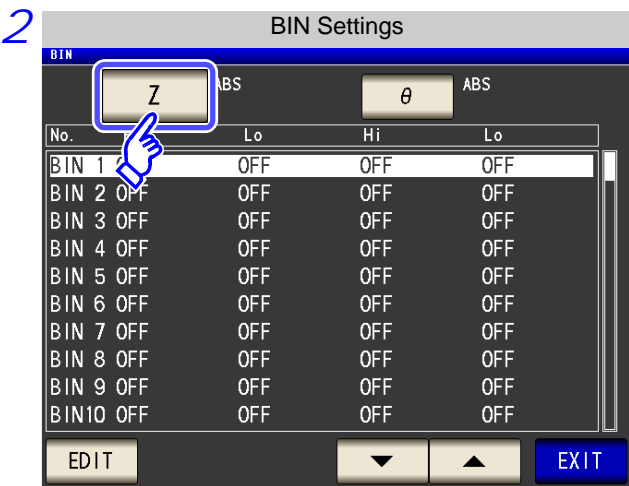 2
BIN Settings
BIN
Z ABS θ ABS
No. Lo Hi Lo
BIN 1 OFF OFF OFF
BIN 2 OFF OFF OFF OFF
BIN 3 OFF OFF OFF OFF
BIN 4 OFF OFF OFF OFF
BIN 5 OFF OFF OFF OFF
BIN 6 OFF OFF OFF OFF
BIN 7 OFF OFF OFF OFF
BIN 8 OFF OFF OFF OFF
BIN 9 OFF OFF OFF OFF
BIN10 OFF OFF OFF OFF
EDIT ▼ ▲ EXIT